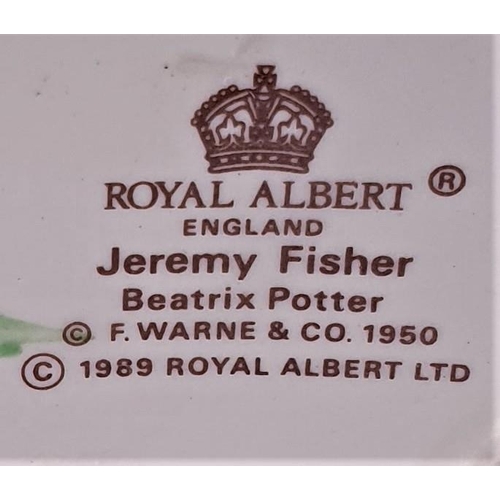 ROYAL ALBERT ®
ENGLAND
Jeremy Fisher
Beatrix Potter
© F. WARNE & CO. 1950
© 1989 ROYAL ALBERT LTD